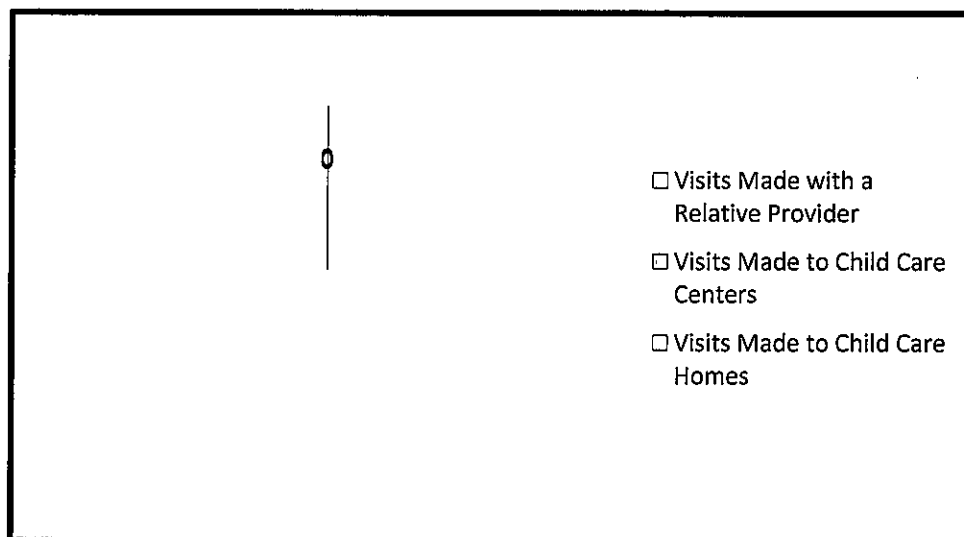 0
Visits Made with a
Relative Provider
Visits Made to Child Care
Centers
Visits Made to Child Care
Homes